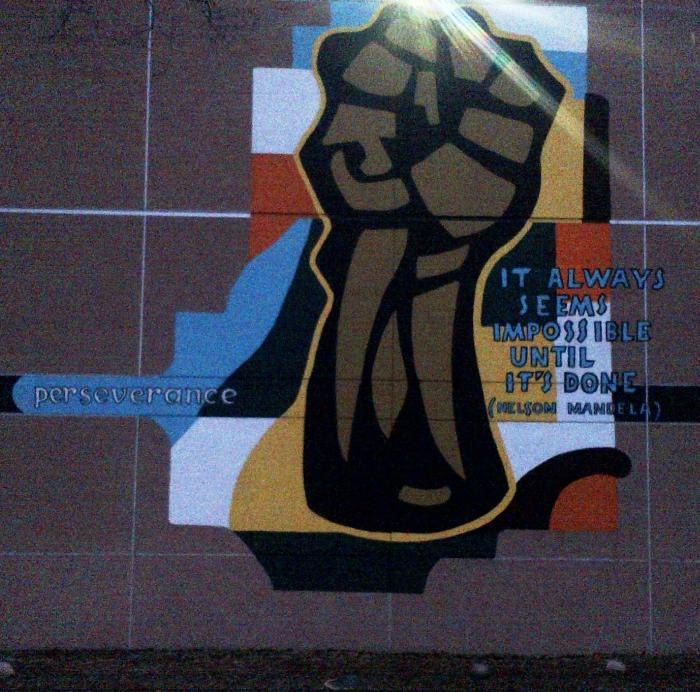 perseverance
IT ALWAYS
SEEMS
IMPOSSIBLE
UNTIL
IT'S DONE
(NELSON MANDELA)